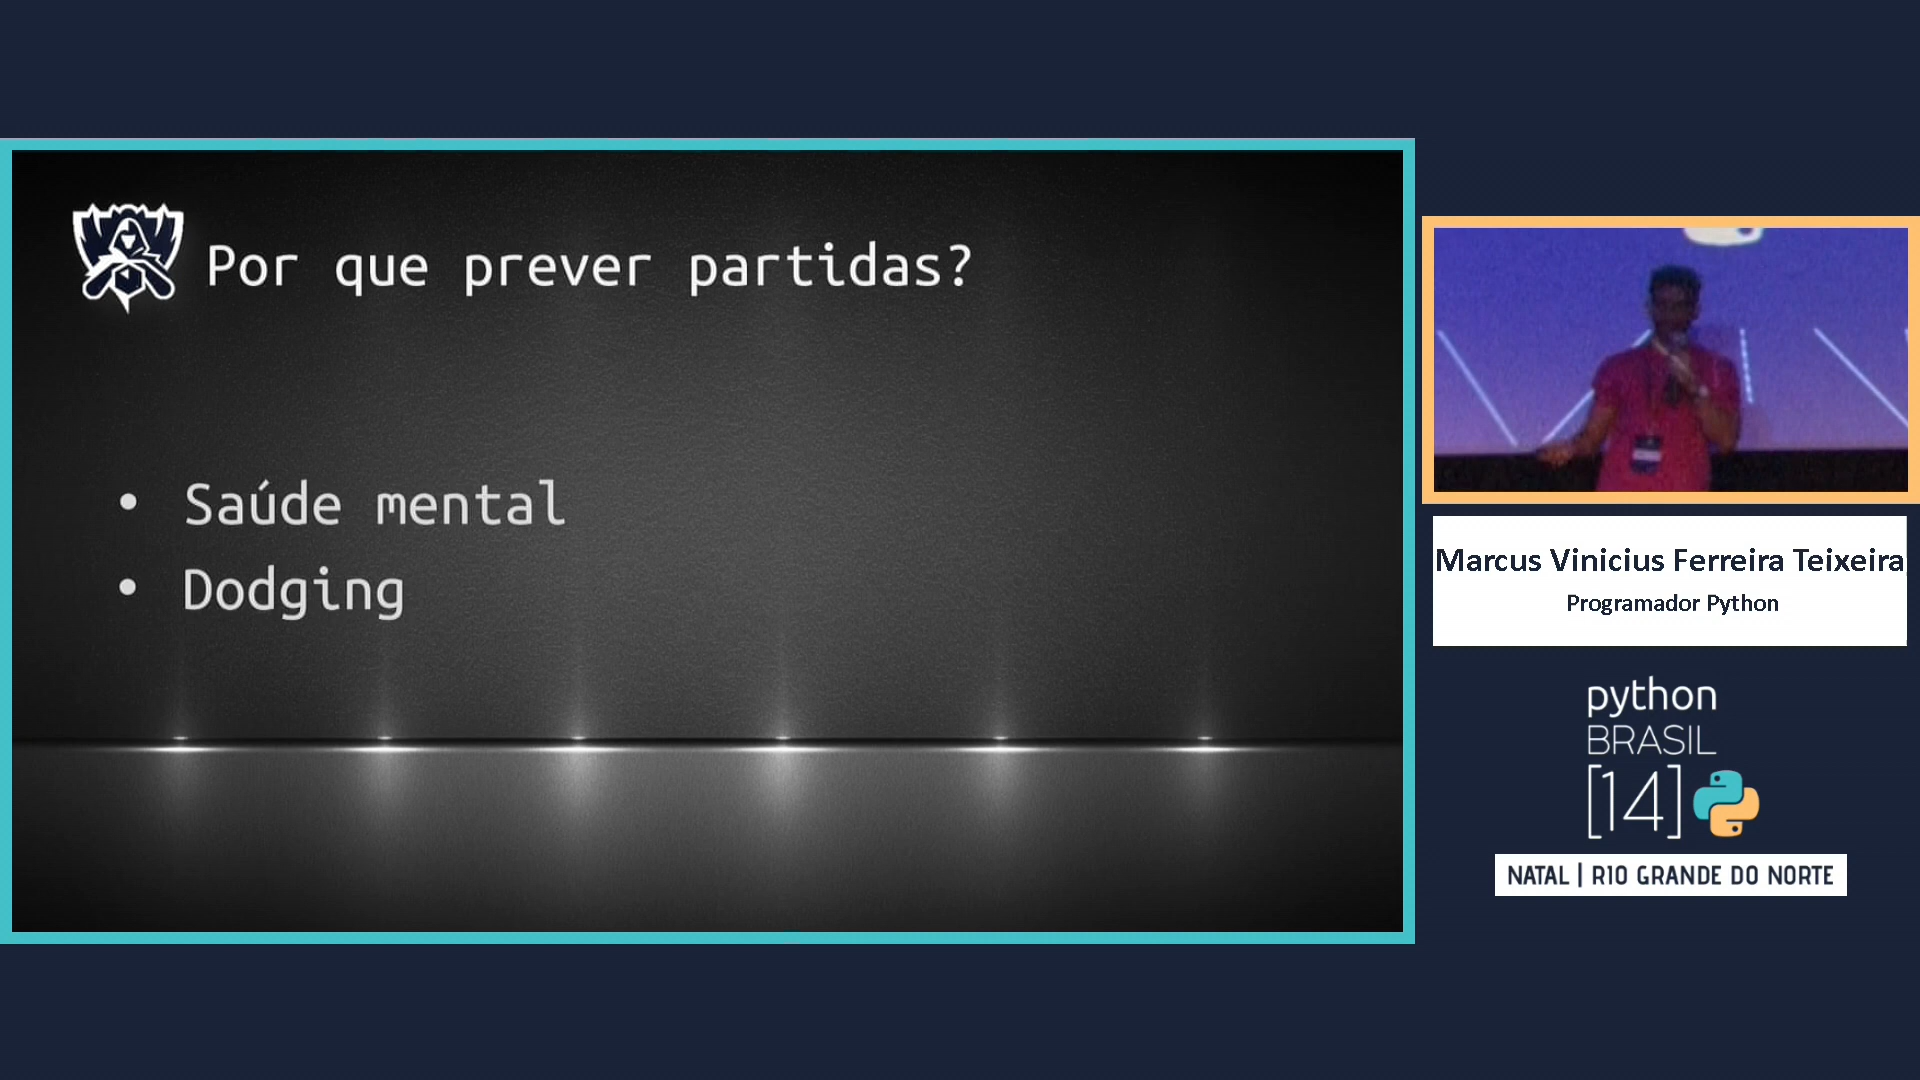 Por que prever partidas?
• Saúde mental
• Dodging
Marcus Vinicius Ferreira Teixeira
Programador Python
python
BRASIL
[14]
NATAL | RIO GRANDE DO NORTE